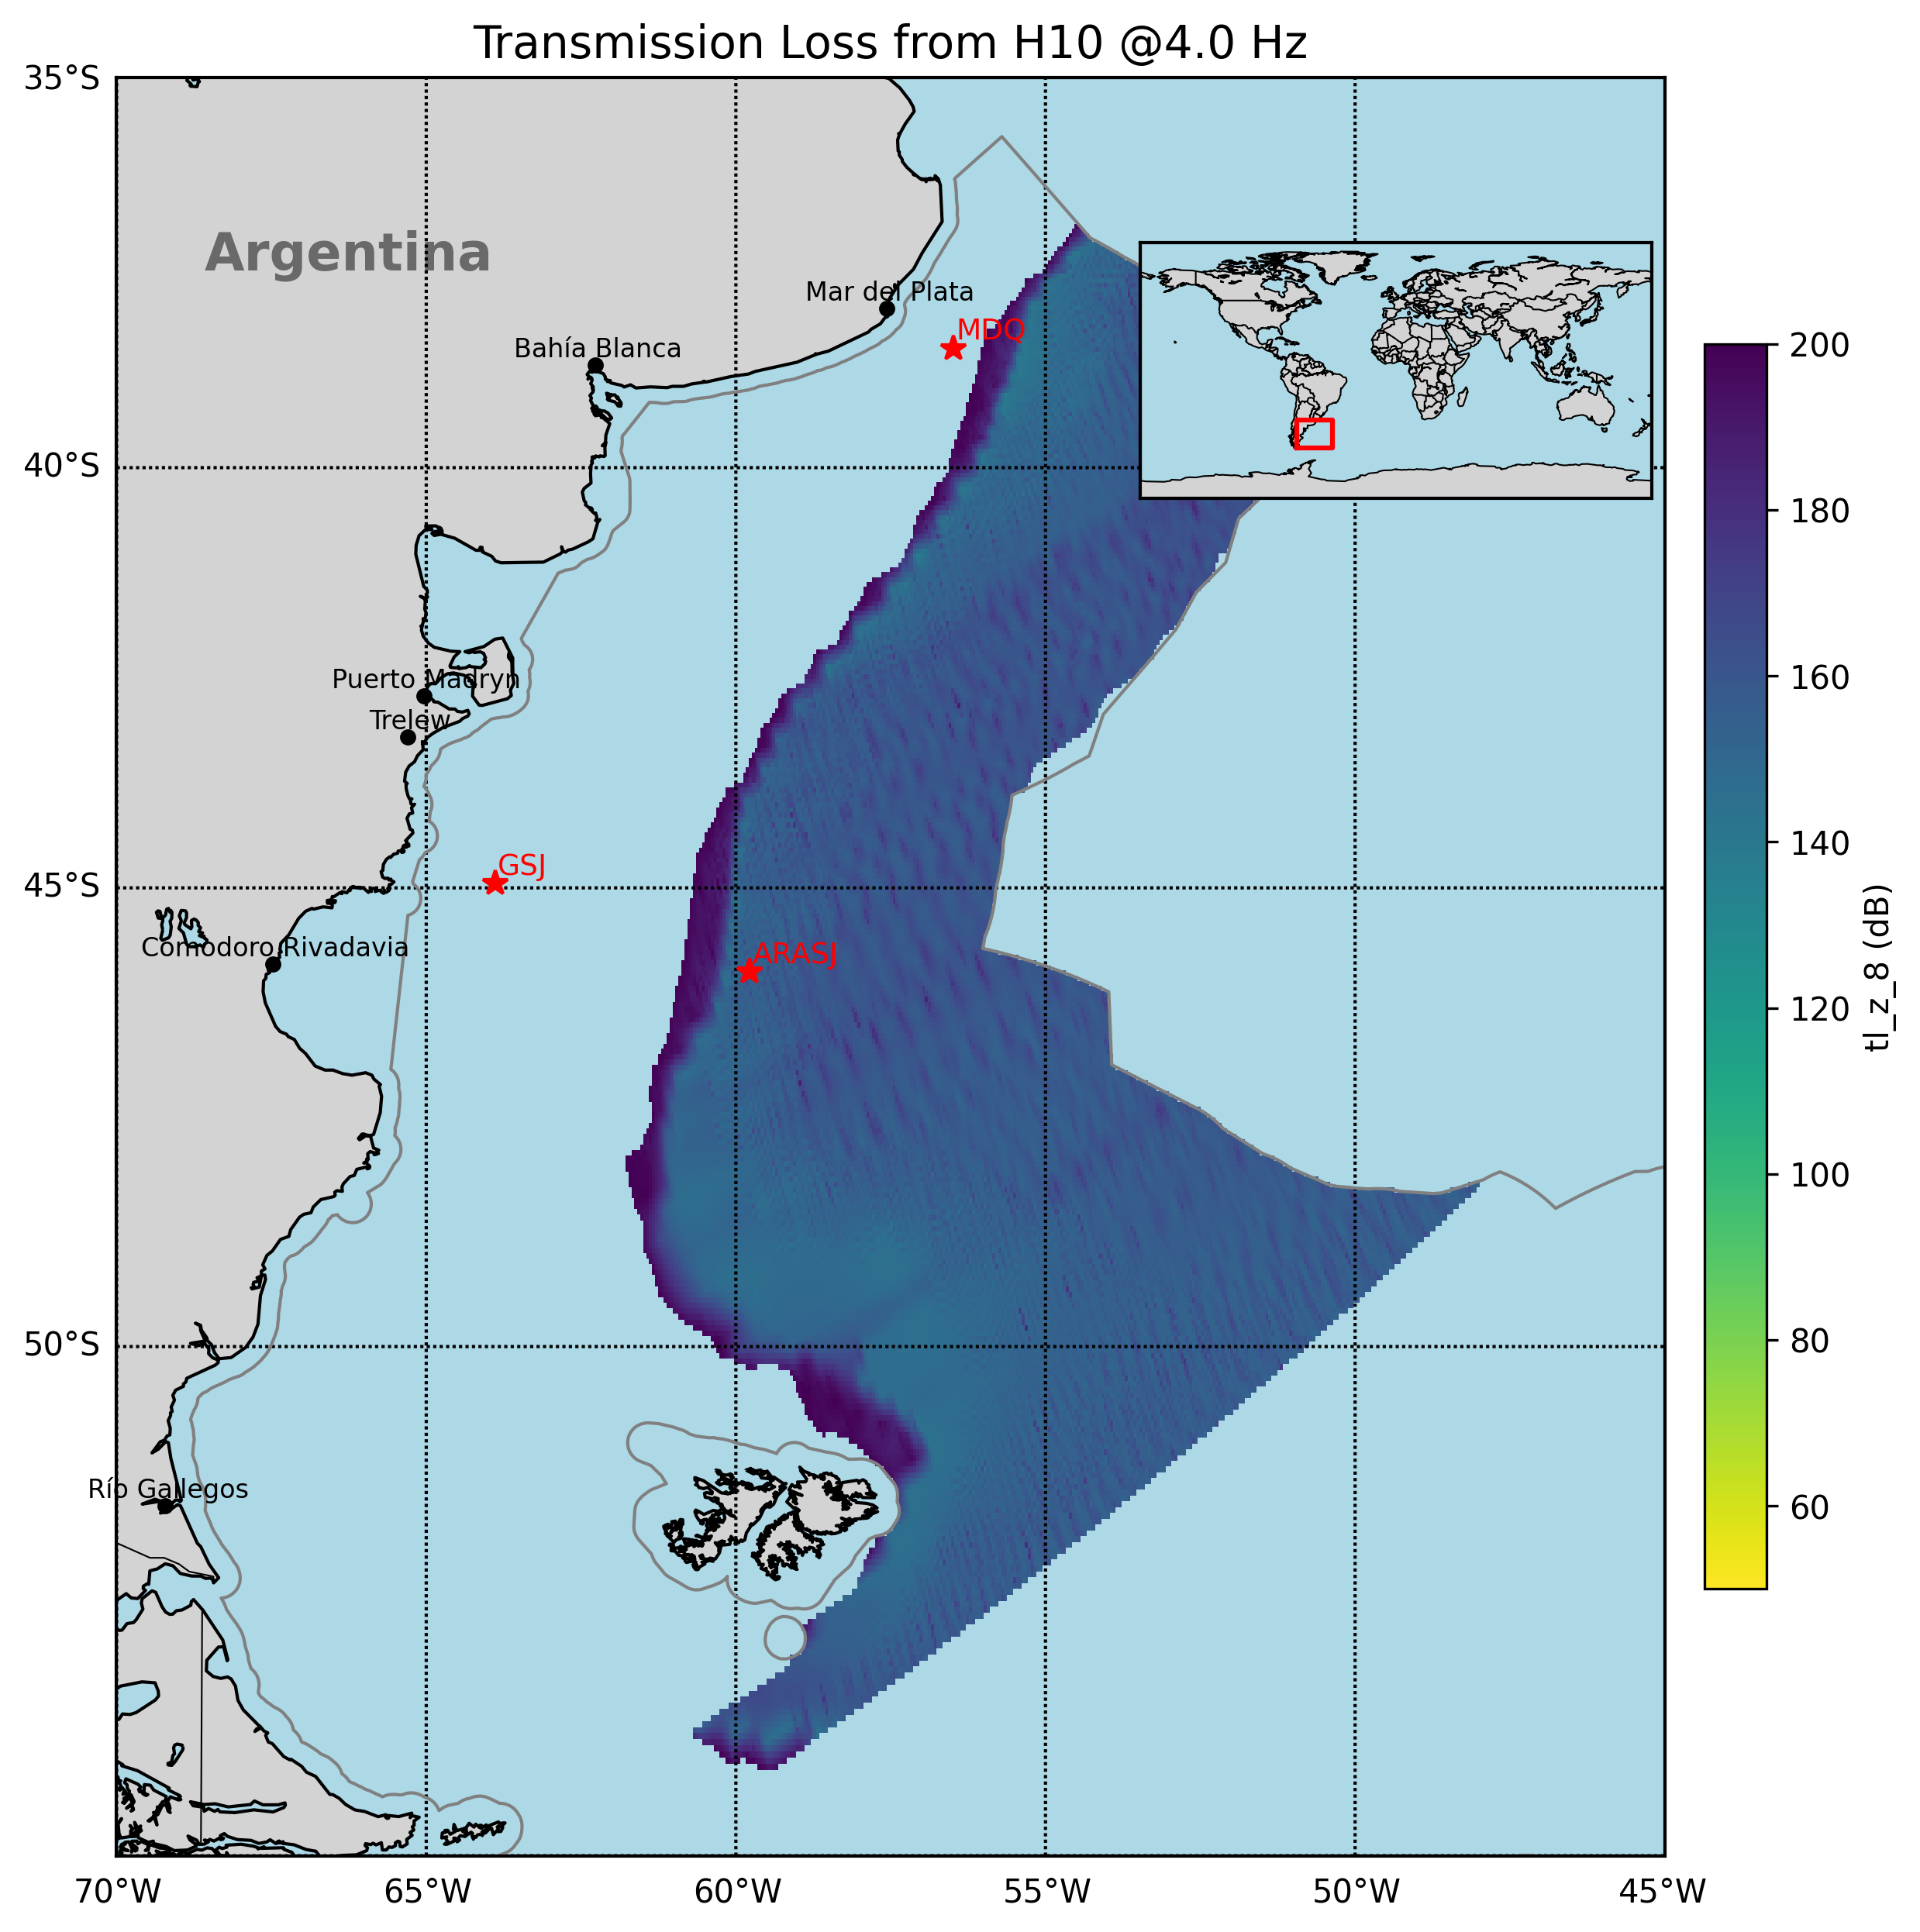 Transmission Loss from H10 @4.0 Hz
35°S
Argentina
Mar del Plata
MDQ
Bahía Blanca
200
40°S
180
Puerto Madryn
160
Trelew
140
GSJ
45°S
tl_z_8 (dB)
Comodoro Rivadavia
ARASJ
120
100
50°S
80
Río Gallegos
60
70°W
65°W
60°W
55°W
50°W
45°W